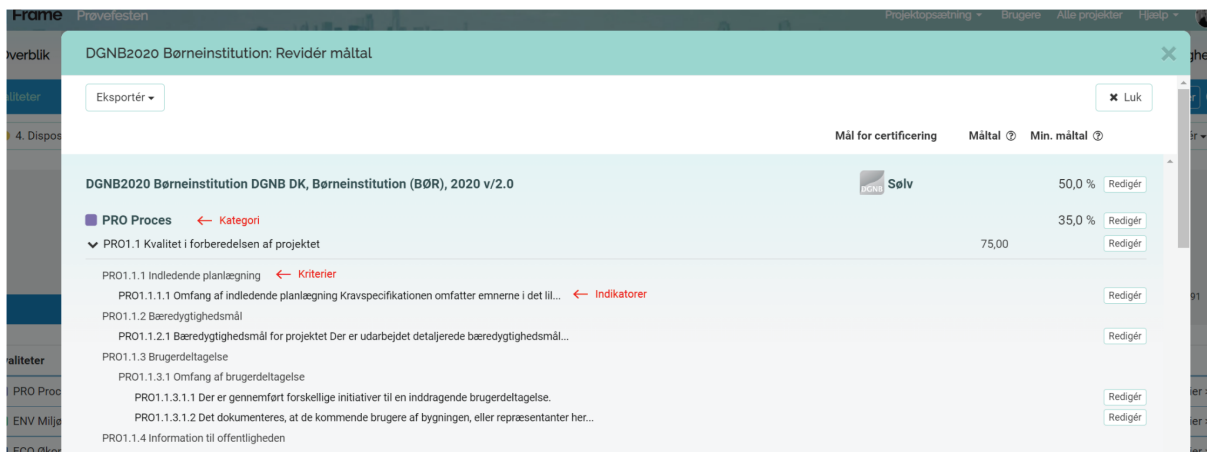 Frame Prøvefesten Projektopsætning Brugere Alle projekter Hjælp
Overblik
DGNB2020 Børneinstitution: Revidér måltal
Eksportér
Luk
4. Dispos
Mål for certificering Måltal Min. måltal
DGNB2020 Børneinstitution DGNB DK, Børneinstitution (BØR), 2020 v/2.0 DGNB Sølv 50,0 % Redigér
PRO Proces ← Kategori 35,0 % Redigér
PRO1.1 Kvalitet i forberedelsen af projektet 75,00 Redigér
PRO1.1.1 Indledende planlægning ← Kriterier
PRO1.1.1.1 Omfang af indledende planlægning Kravspecifikationen omfatter emnerne i det lil... ← Indikatorer Redigér
PRO1.1.2 Bæredygtighedsmål
PRO1.1.2.1 Bæredygtighedsmål for projektet Der er udarbejdet detaljerede bæredygtighedsmål... Redigér
PRO1.1.3 Brugerdeltagelse
PRO1.1.3.1 Omfang af brugerdeltagelse
PRO1.1.3.1.1 Der er gennemført forskellige initiativer til en inddragende brugerdeltagelse. Redigér
PRO1.1.3.1.2 Det dokumenteres, at de kommende brugere af bygningen, eller repræsentanter her... Redigér
PRO1.1.4 Information til offentligheden
PRO Proc
ENV Miljø